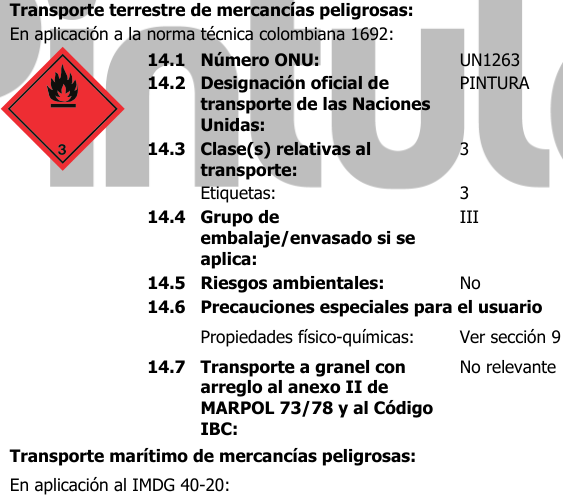 Transporte terrestre de mercancías peligrosas:
En aplicación a la norma técnica colombiana 1692:
14.1 Número ONU: UN1263
14.2 Designación oficial de PINTURA
transporte de las Naciones
Unidas:
14.3 Clase(s) relativas al 3
transporte:
Etiquetas: 3
14.4 Grupo de III
embalaje/envasado si se
aplica:
14.5 Riesgos ambientales: No
14.6 Precauciones especiales para el usuario
Propiedades físico-químicas: Ver sección 9
14.7 Transporte a granel con No relevante
arreglo al anexo II de
MARPOL 73/78 y al Código
IBC:
3
Transporte marítimo de mercancías peligrosas:
En aplicación al IMDG 40-20: